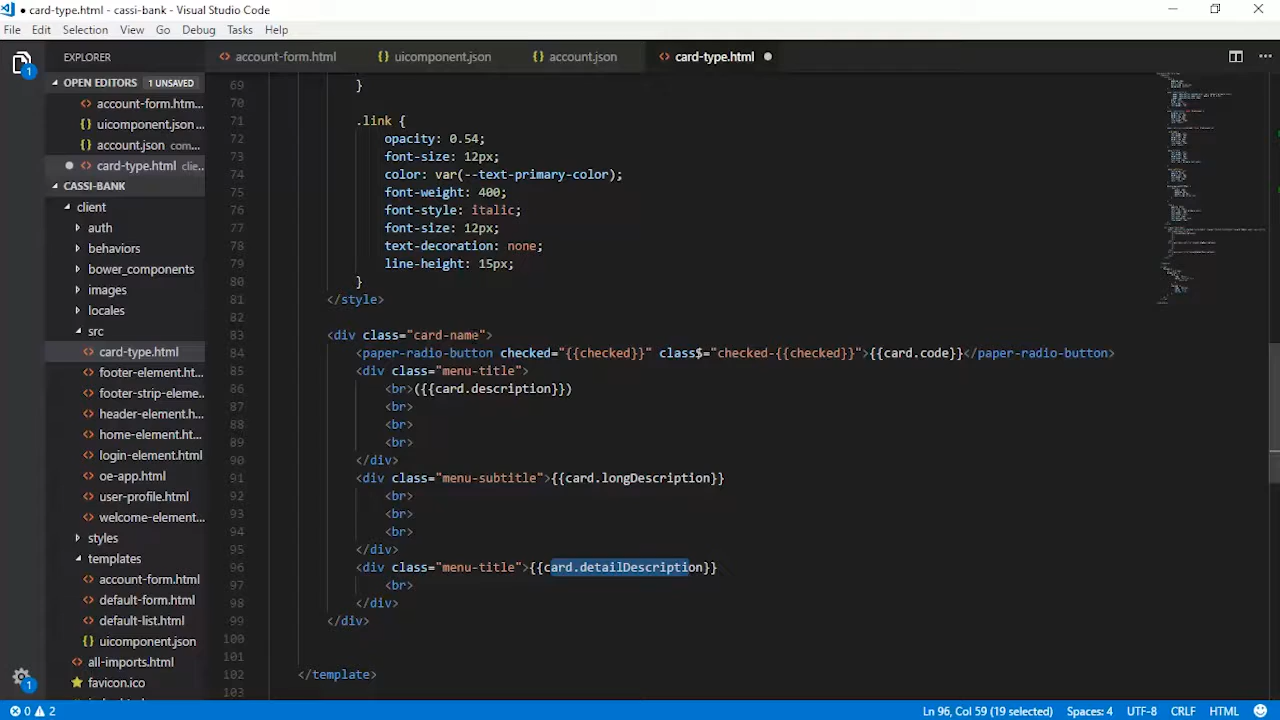 ● card-type.html - cassi-bank - Visual Studio Code
File Edit Selection View Go Debug Tasks Help
EXPLORER
account-form.html
uicomponent.json
account.json
card-type.html
OPEN EDITORS 1 UNSAVED
account-form.htm...
uicomponent.json ...
account.json com...
card-type.html clie...
CASSI-BANK
client
auth
behaviors
bower_components
images
locales
src
card-type.html
footer-element.ht...
footer-strip-eleme...
header-element.h...
home-element.ht...
login-element.html
oe-app.html
user-profile.html
welcome-element...
styles
templates
account-form.html
default-form.html
default-list.html
uicomponent.json
all-imports.html
favicon.ico
69 }
70
71 .link {
72 opacity: 0.54;
73 font-size: 12px;
74 color: var(--text-primary-color);
75 font-weight: 400;
76 font-style: italic;
77 font-size: 12px;
78 text-decoration: none;
79 line-height: 15px;
80 }
81 </style>
82
83 <div class="card-name">
84 <paper-radio-button checked="{{checked}}" class$="checked-{{checked}}">{{card.code}}</paper-radio-button>
85 <div class="menu-title">
86 <br>({{card.description}})
87 <br>
88 <br>
89 <br>
90 </div>
91 <div class="menu-subtitle">{{card.longDescription}}
92 <br>
93 <br>
94 <br>
95 </div>
96 <div class="menu-title">{{card.detailDescription}}
97 <br>
98 </div>
99 </div>
100
101
102 </template>
103
1
1
0 2
Ln 96, Col 59 (19 selected) Spaces: 4 UTF-8 CRLF HTML